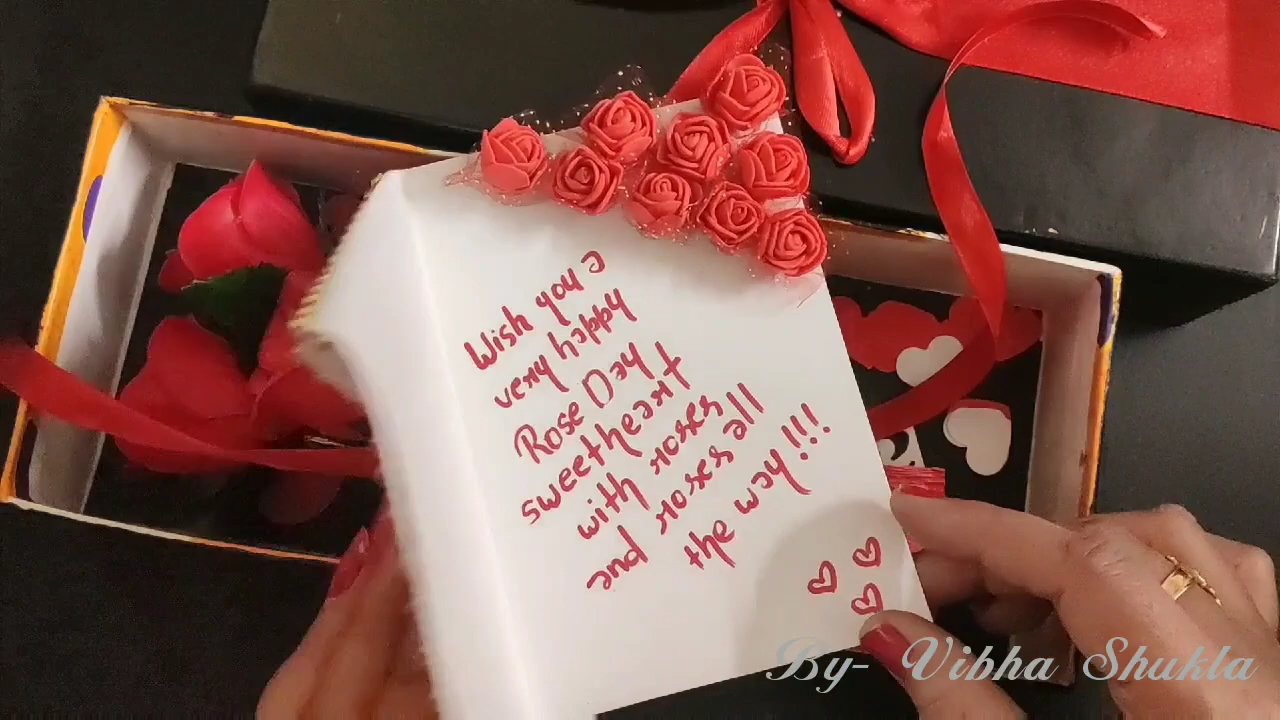 Wish you a
very happy
Rose Day
sweetheart
with roses
and roses all
the way !!!
By- Vibha Shukla